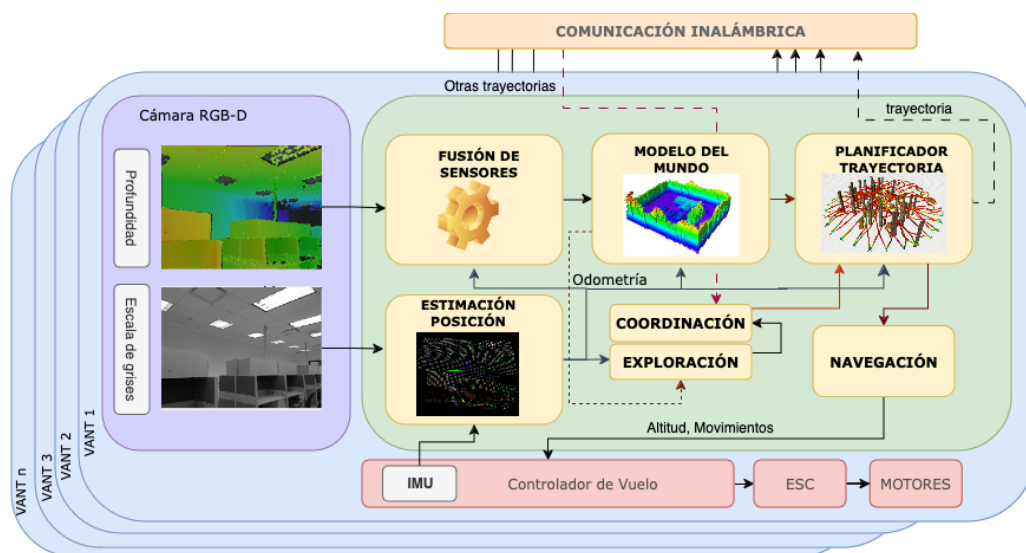 COMUNICACIÓN INALÁMBRICA
Otras trayectorias
trayectoria
Cámara RGB-D
Profundidad
Escala de grises
FUSIÓN DE
SENSORES
MODELO DEL
MUNDO
PLANIFICADOR
TRAYECTORIA
Odometría
ESTIMACIÓN
POSICIÓN
COORDINACIÓN
EXPLORACIÓN
NAVEGACIÓN
Altitud, Movimientos
IMU
Controlador de Vuelo
ESC
MOTORES
VANT 1
VANT 2
VANT 3
VANT n